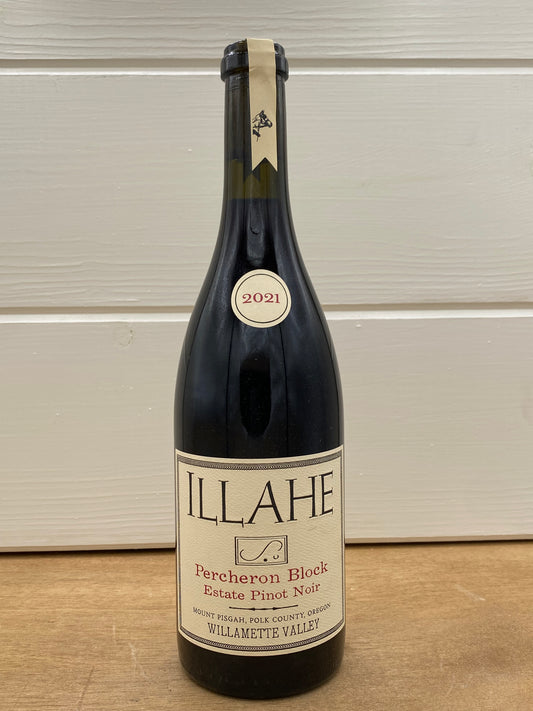 2021
ILLAHE
Percheron Block
Estate Pinot Noir
MOUNT PISGAH, POLK COUNTY, OREGON
WILLAMETTE VALLEY